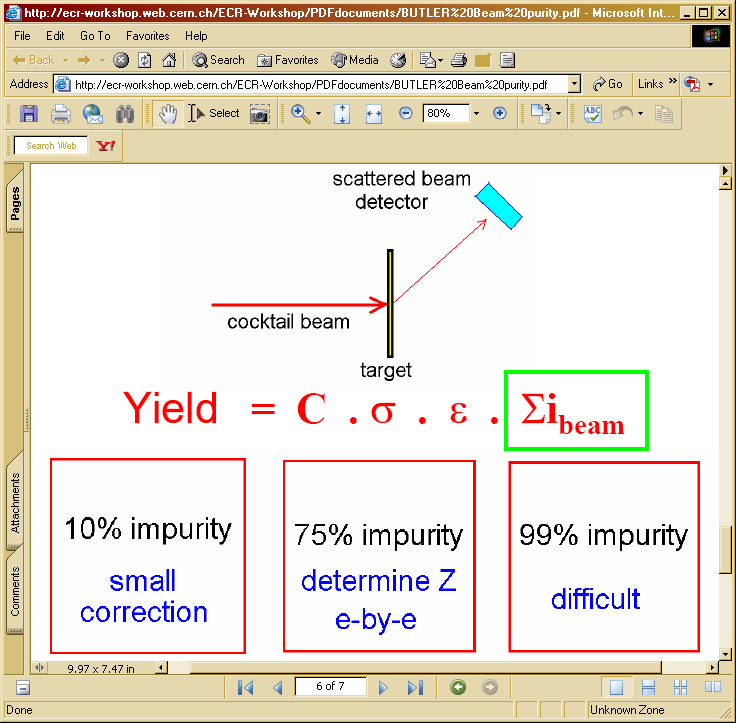 http://ecr-workshop.web.cern.ch/ECR-Workshop/PDFdocuments/BUTLER%20Beam%20purity.pdf - Microsoft Int...
File Edit Go To Favorites Help
Back Search Favorites Media
Address http://ecr-workshop.web.cern.ch/ECR-Workshop/PDFdocuments/BUTLER%20Beam%20purity.pdf Go Links »
Select 80%
Search Web Y!
Pages
scattered beam
detector
cocktail beam
target
Yield = C . σ . ε . Σi beam
Attachments
Comments
10% impurity
small
correction
75% impurity
determine Z
e-by-e
99% impurity
difficult
9.97 x 7.47 in
6 of 7
Done Unknown Zone